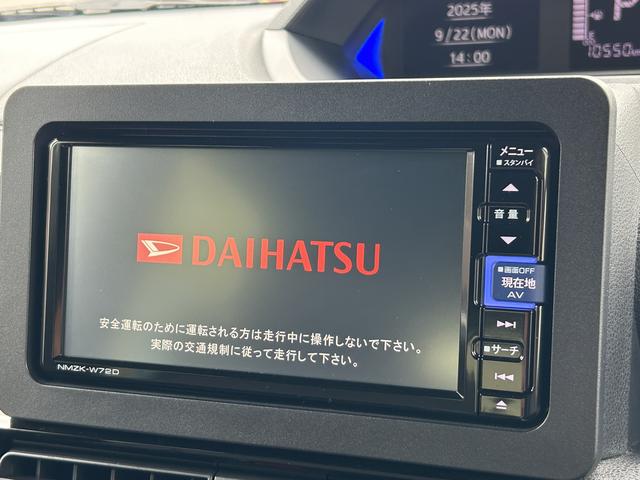 2025年
9/22(MON)
14:00
P
10550km
メニュー
■スタンバイ
音量
■画面OFF
現在地
AV
■サーチ
DAIHATSU
安全運転のために運転される方は走行中に操作しないで下さい。
実際の交通規制に従って走行して下さい。
NMZK-W72D